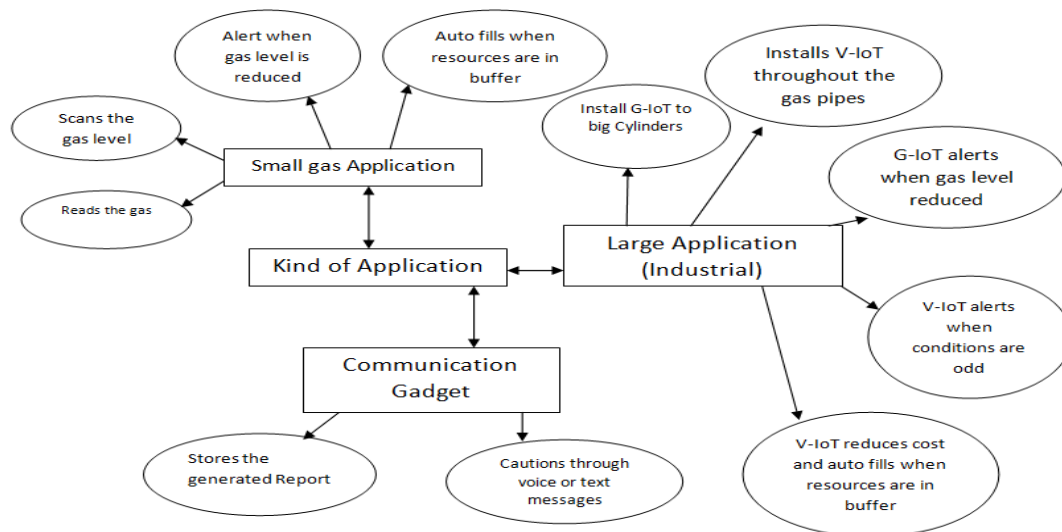 Alert when
gas level is
reduced
Auto fills when
resources are in
buffer
Installs V-IoT
throughout the
gas pipes
Install G-IoT to
big Cylinders
Scans the
gas level
Small gas Application
G-IoT alerts
when gas level
reduced
Reads the gas
Large Application
(Industrial)
Kind of Application
V-IoT alerts
when
conditions are
odd
Communication
Gadget
Stores the
generated Report
Cautions through
voice or text
messages
V-IoT reduces cost
and auto fills when
resources are in
buffer